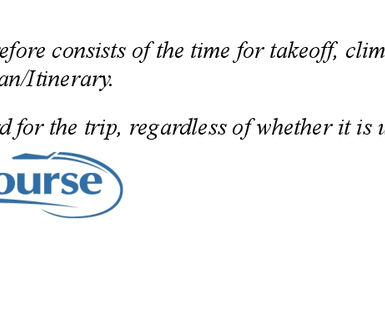 efore consists of the time for takeoff, clim
an/Itinerary.
d for the trip, regardless of whether it is u
ourse